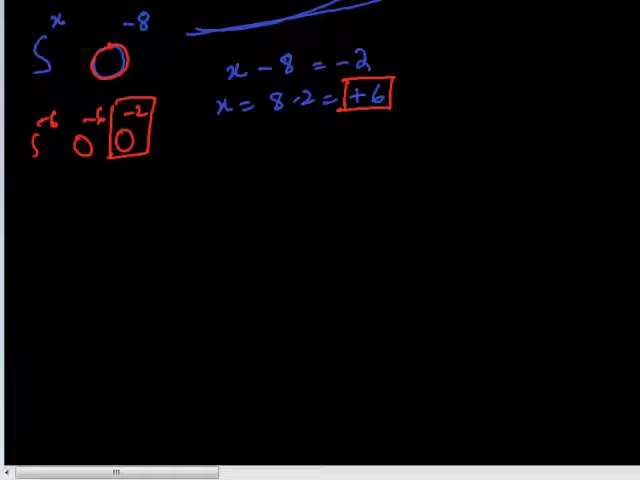 x -8
S O
x - 8 = -2
x = 8 - 2 = +6
-6 -6 -2
S O O